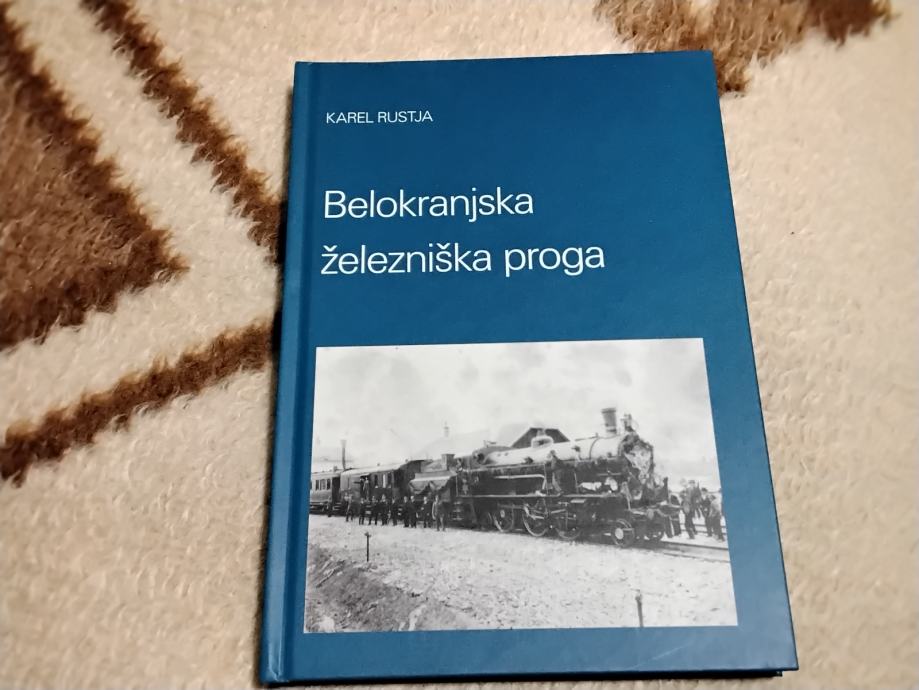 KAREL RUSTJA
Belokranjska
železniška proga